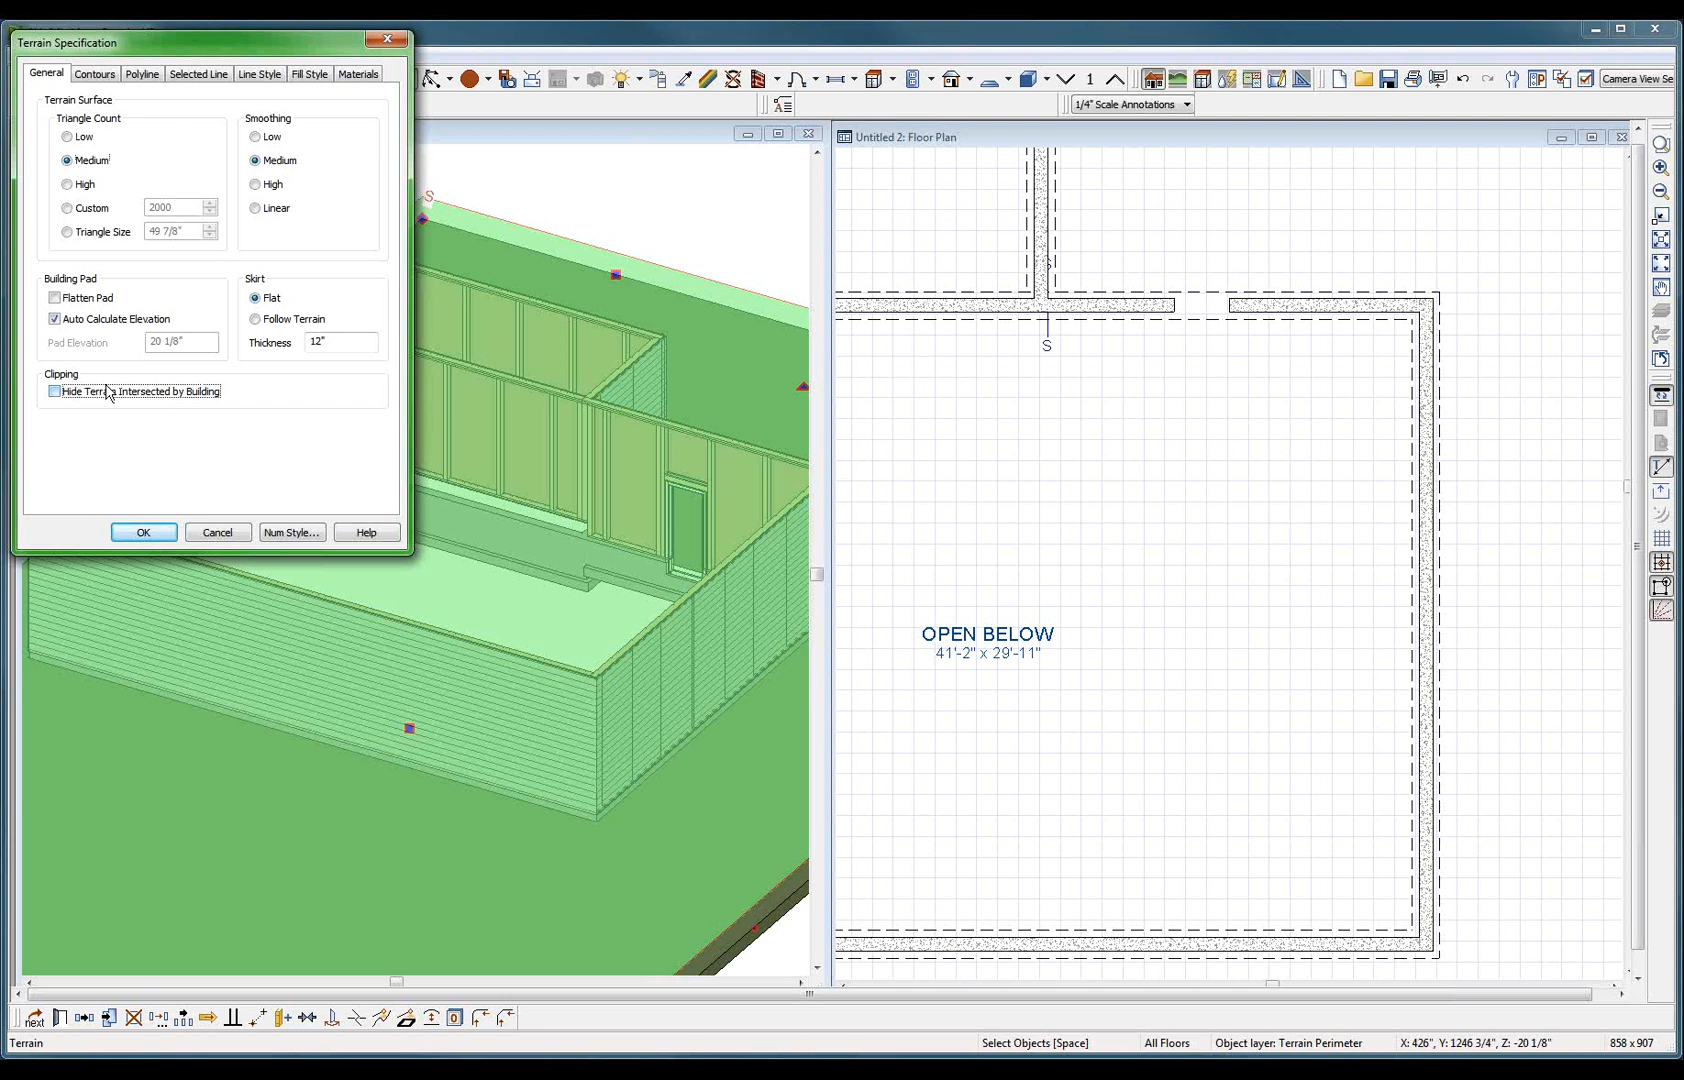 Terrain Specification
General
Contours
Polyline
Selected Line
Line Style
Fill Style
Materials
Terrain Surface
Triangle Count
Low
Medium
High
Custom
2000
Triangle Size
49 7/8"
Smoothing
Low
Medium
High
Linear
Building Pad
Flatten Pad
Auto Calculate Elevation
Pad Elevation
20 1/8"
Skirt
Flat
Follow Terrain
Thickness
12"
Clipping
Hide Terrain Intersected by Building
OK
Cancel
Num Style...
Help
1
Camera View Se
1/4" Scale Annotations
S
Untitled 2: Floor Plan
S
OPEN BELOW
41'-2" x 29'-11"
next
Terrain
Select Objects [Space]
All Floors
Object layer: Terrain Perimeter
X: 426", Y: 1246 3/4", Z: -20 1/8"
858 x 907